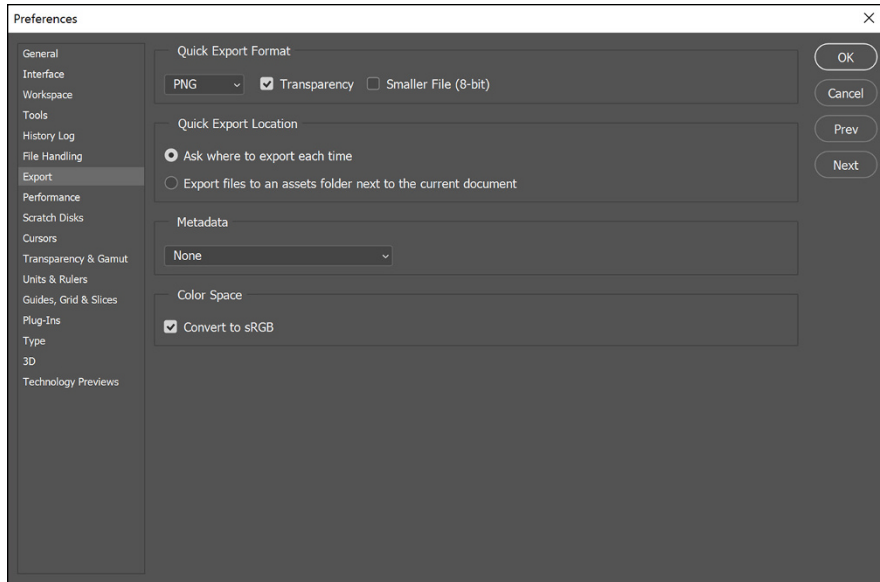 Preferences
General
Interface
Workspace
Tools
History Log
File Handling
Export
Performance
Scratch Disks
Cursors
Transparency & Gamut
Units & Rulers
Guides, Grid & Slices
Plug-Ins
Type
3D
Technology Previews
Quick Export Format
PNG Transparency Smaller File (8-bit)
Quick Export Location
Ask where to export each time
Export files to an assets folder next to the current document
Metadata
None
Color Space
Convert to sRGB
OK
Cancel
Prev
Next